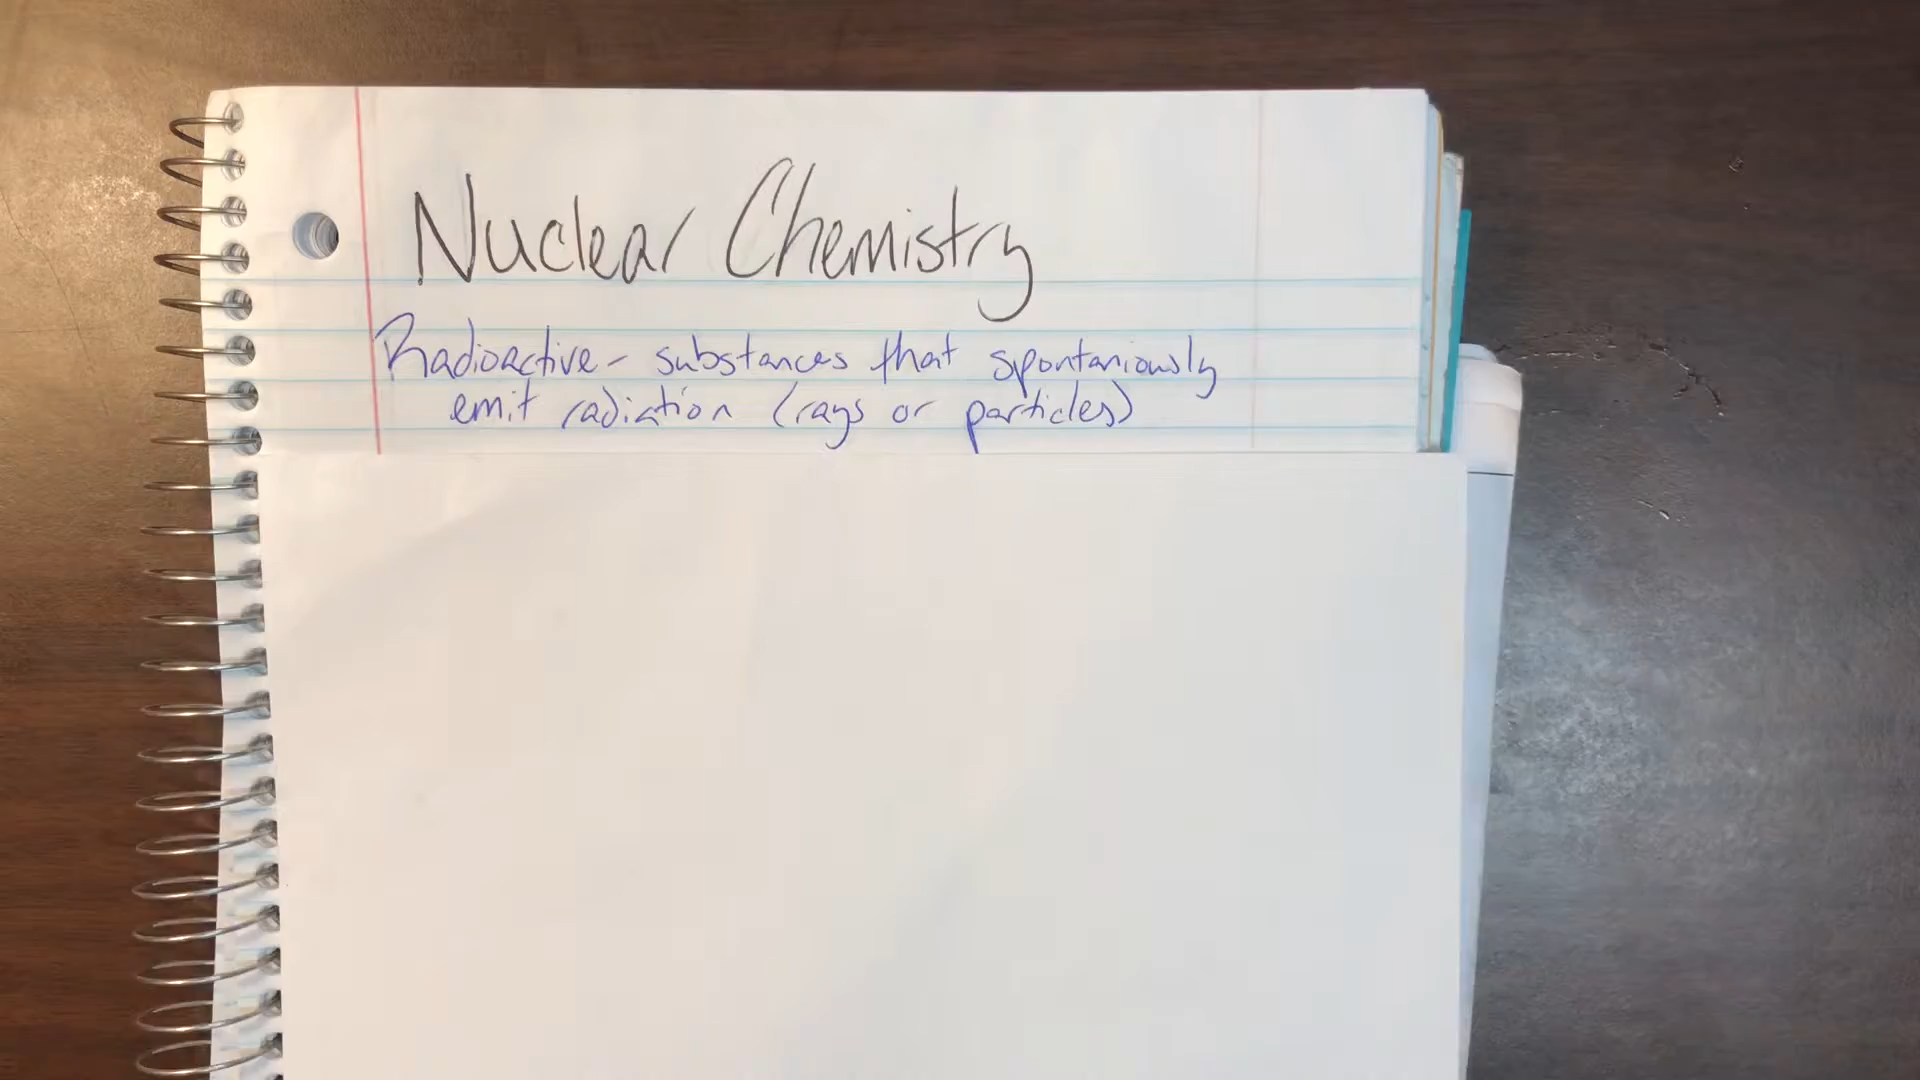 Nuclear Chemistry
Radioactive - substances that spontaniously
emit radiation (rays or particles)